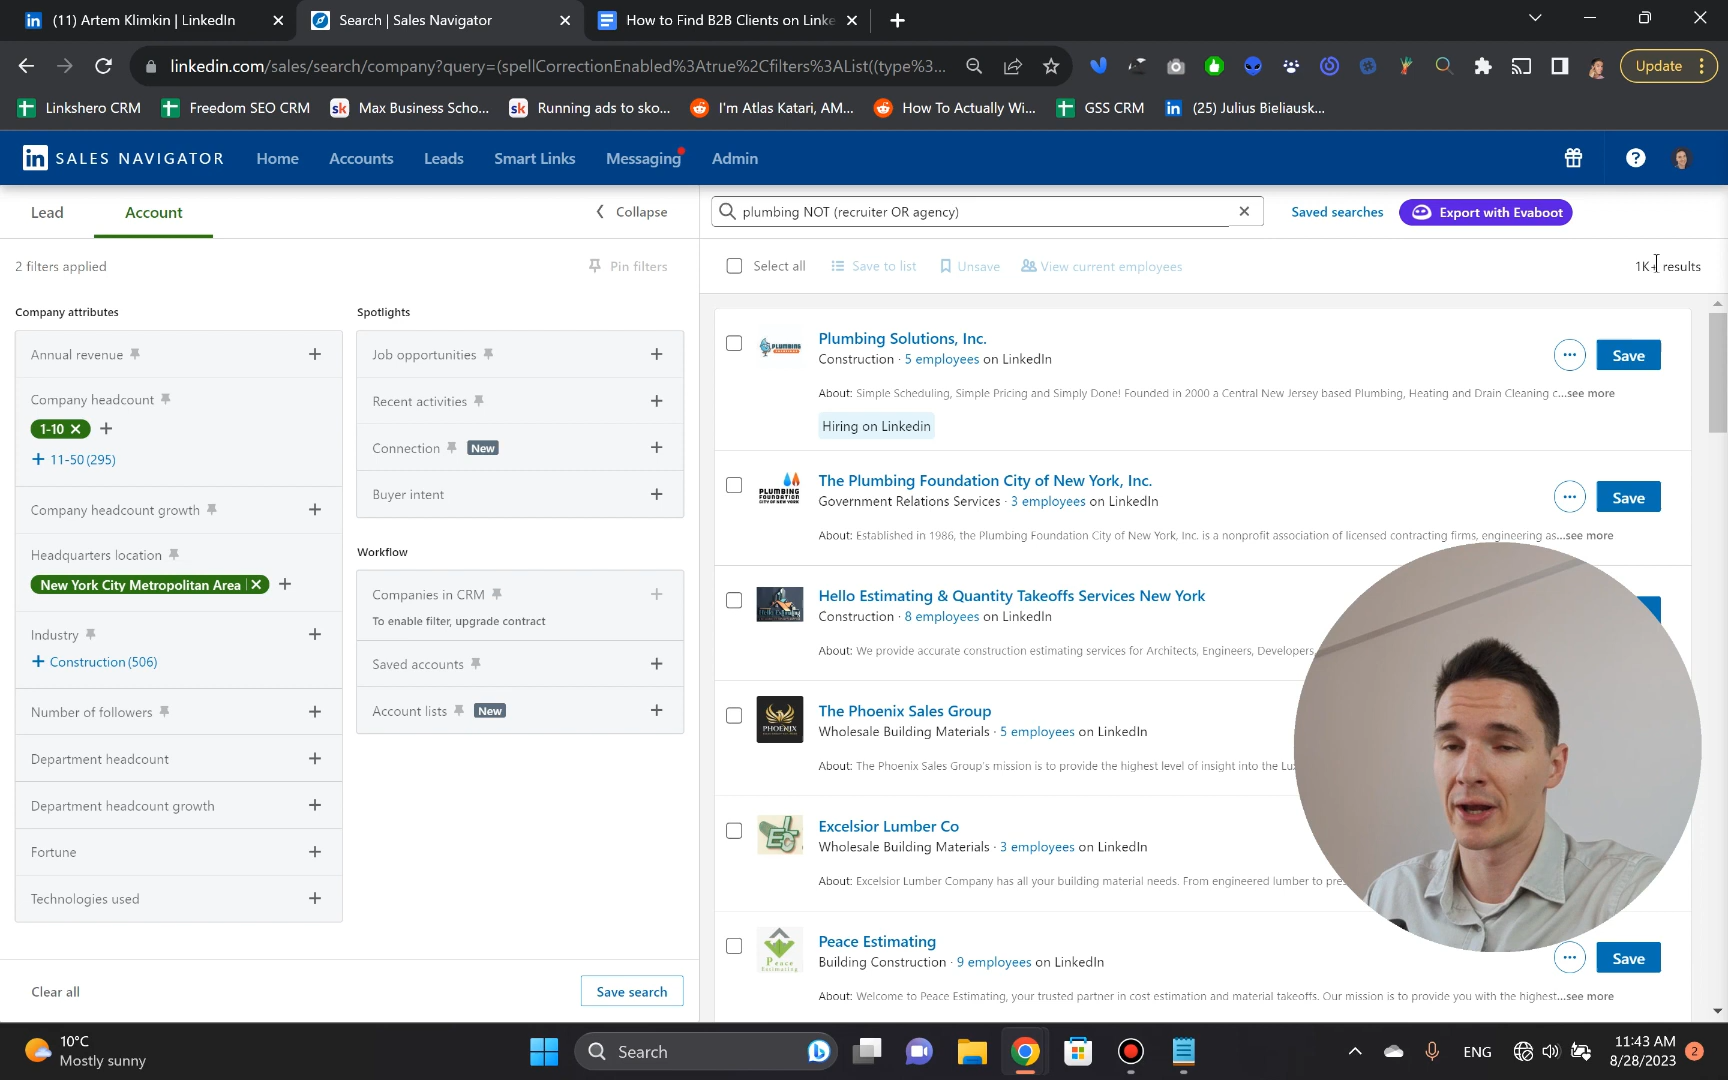 (11) Artem Klimkin | LinkedIn
Search | Sales Navigator
How to Find B2B Clients on Linke
linkedin.com/sales/search/company?query=(spellCorrectionEnabled%3Atrue%2Cfilters%3AList((type%3...
Update
Linkshero CRM
Freedom SEO CRM
Max Business Scho...
Running ads to sko...
I'm Atlas Katari, AM...
How To Actually Wi...
GSS CRM
(25) Julius Bieliausk...
SALES NAVIGATOR
Home
Accounts
Leads
Smart Links
Messaging
Admin
Lead
Account
Collapse
plumbing NOT (recruiter OR agency)
Saved searches
Export with Evaboot
2 filters applied
Pin filters
Select all
Save to list
Unsave
View current employees
1K+ results
Company attributes
Annual revenue
Company headcount
1-10
11-50 (295)
Company headcount growth
Headquarters location
New York City Metropolitan Area
Industry
Construction (506)
Number of followers
Department headcount
Department headcount growth
Fortune
Technologies used
Spotlights
Job opportunities
Recent activities
Connection New
Buyer intent
Workflow
Companies in CRM
To enable filter, upgrade contract
Saved accounts
Account lists New
Clear all
Save search
Plumbing Solutions, Inc.
Construction · 5 employees on LinkedIn
About: Simple Scheduling, Simple Pricing and Simply Done! Founded in 2000 a Central New Jersey based Plumbing, Heating and Drain Cleaning c...see more
Hiring on Linkedin
Save
PLUMBING
FOUNDATION
The Plumbing Foundation City of New York, Inc.
Government Relations Services · 3 employees on LinkedIn
About: Established in 1986, the Plumbing Foundation City of New York, Inc. is a nonprofit association of licensed contracting firms, engineering as...see more
Save
Hello Estimating & Quantity Takeoffs Services New York
Construction · 8 employees on LinkedIn
About: We provide accurate construction estimating services for Architects, Engineers, Developers,
PHOENIX
The Phoenix Sales Group
Wholesale Building Materials · 5 employees on LinkedIn
About: The Phoenix Sales Group's mission is to provide the highest level of insight into the Lu
Excelsior Lumber Co
Wholesale Building Materials · 3 employees on LinkedIn
About: Excelsior Lumber Company has all your building material needs. From engineered lumber to pre
Peace
Estimating
Peace Estimating
Building Construction · 9 employees on LinkedIn
About: Welcome to Peace Estimating, your trusted partner in cost estimation and material takeoffs. Our mission is to provide you with the highest...see more
Save
10°C
Mostly sunny
Search
ENG
11:43 AM
8/28/2023
2